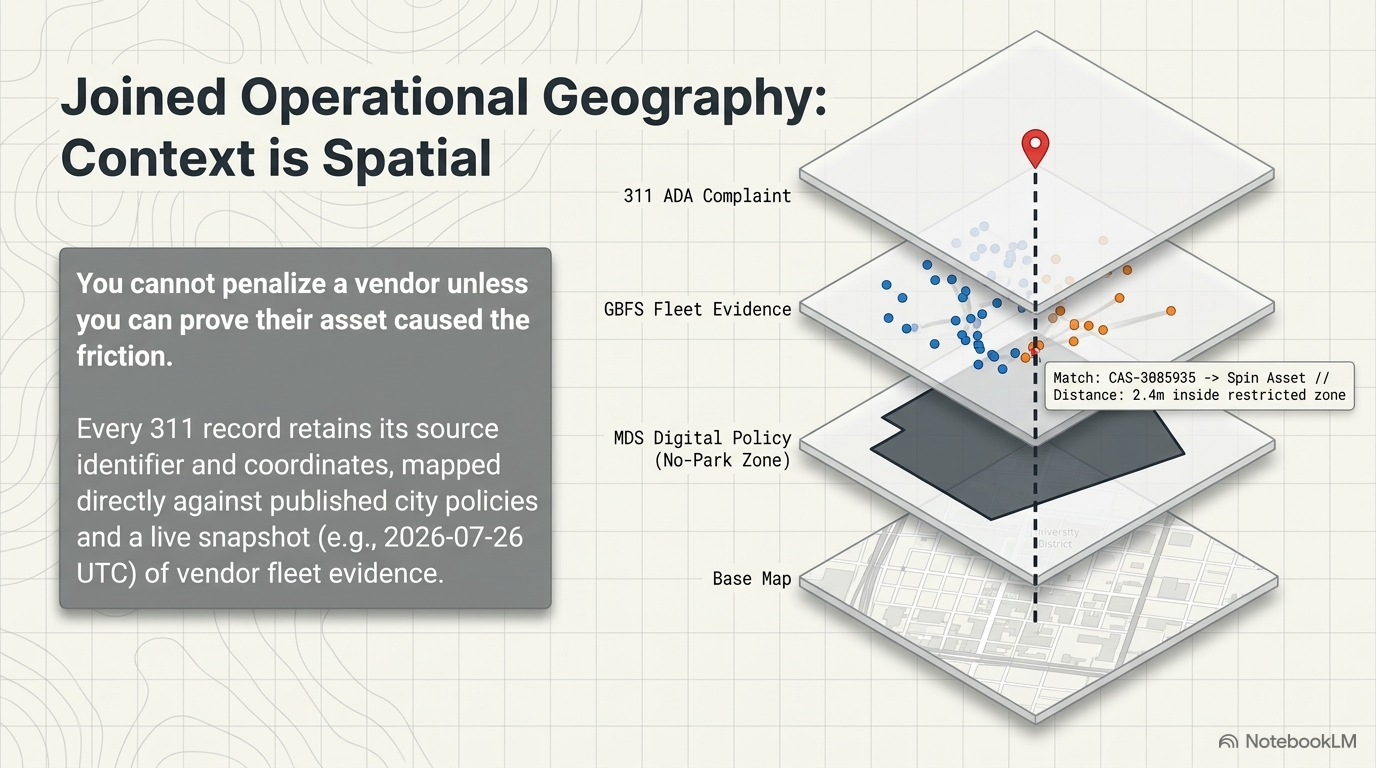 Joined Operational Geography:
Context is Spatial
You cannot penalize a vendor unless
you can prove their asset caused the
friction.
Every 311 record retains its source
identifier and coordinates, mapped
directly against published city policies
and a live snapshot (e.g., 2026-07-26
UTC) of vendor fleet evidence.
311 ADA Complaint
GBFS Fleet Evidence
Match: CAS-3085935 -> Spin Asset //
Distance: 2.4m inside restricted zone
MDS Digital Policy
(No-Park Zone)
District
Base Map
NotebookLM